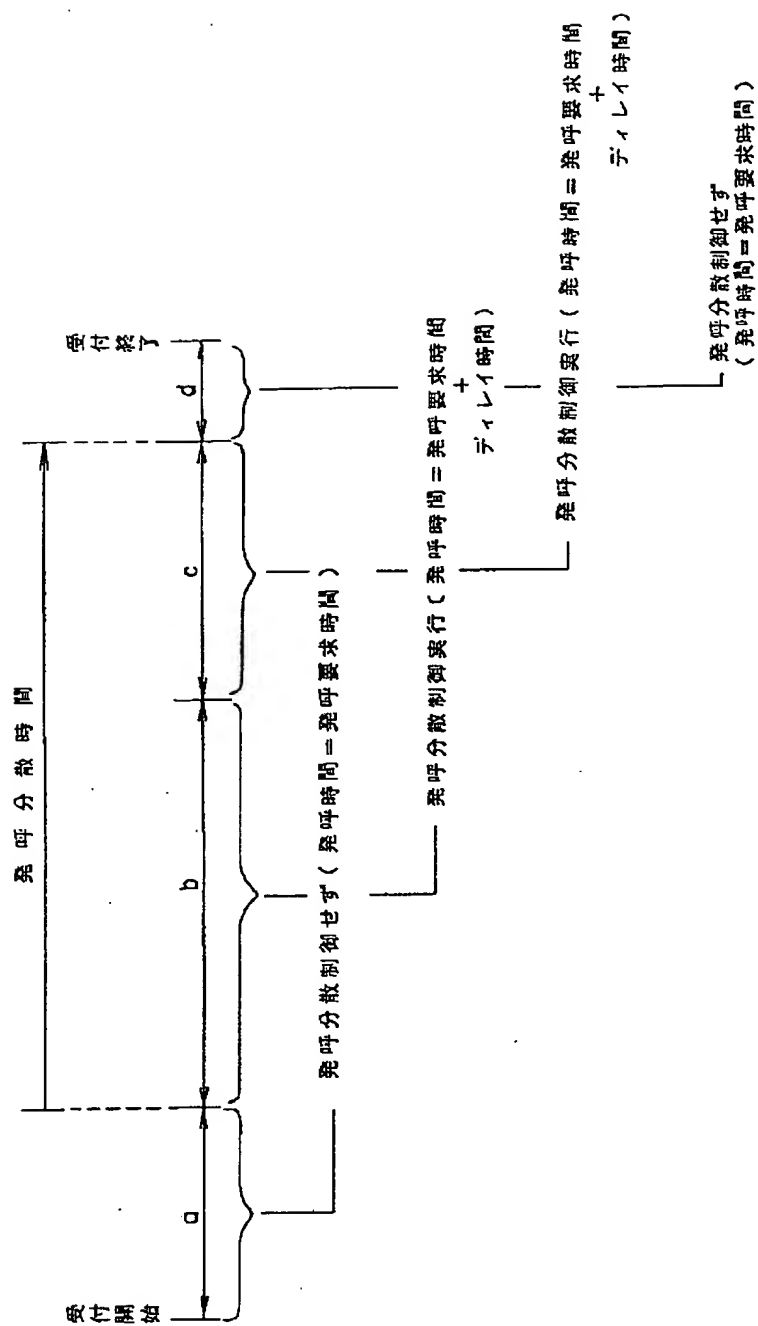 発呼分散時間
受付開始
受付終了
a
b
c
d
発呼分散制御せず(発呼時間=発呼要求時間)
発呼分散制御実行(発呼時間=発呼要求時間
+
ディレイ時間)
発呼分散制御実行(発呼時間=発呼要求時間
+
ディレイ時間)
発呼分散制御せず
(発呼時間=発呼要求時間)